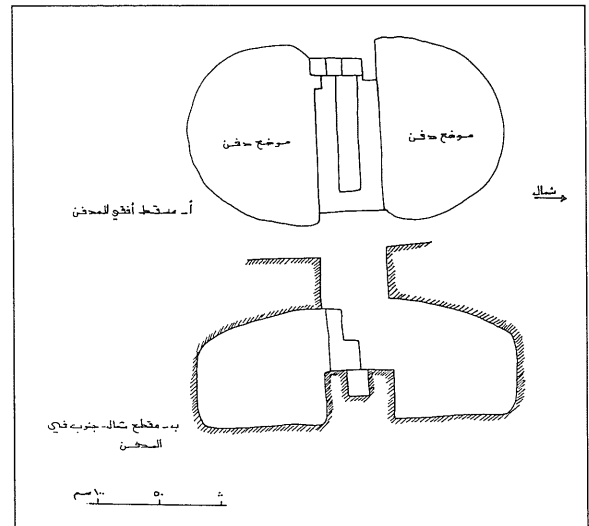 موضع دفن
موضع دفن
شمال
أ- مسقط أفقي للمدفن
ب- مقطع شمال-جنوب في
المدفن
١٠٠ سم ٥٠